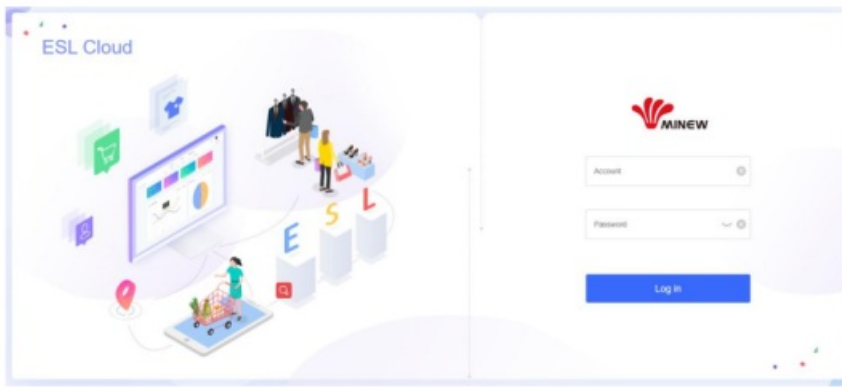 ESL Cloud
MINEW
Account
Password
E S L
Log in